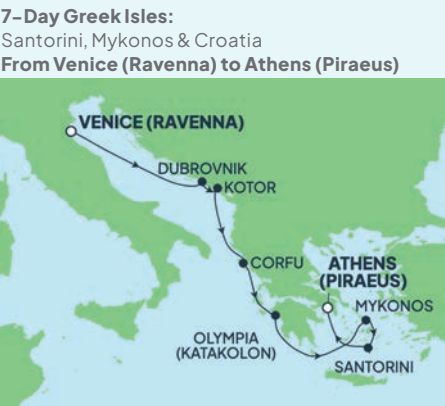 7-Day Greek Isles:
Santorini, Mykonos & Croatia
From Venice (Ravenna) to Athens (Piraeus)
VENICE (RAVENNA)
DUBROVNIK
KOTOR
CORFU
ATHENS
(PIRAEUS)
MYKONOS
OLYMPIA
(KATAKOLON)
SANTORINI